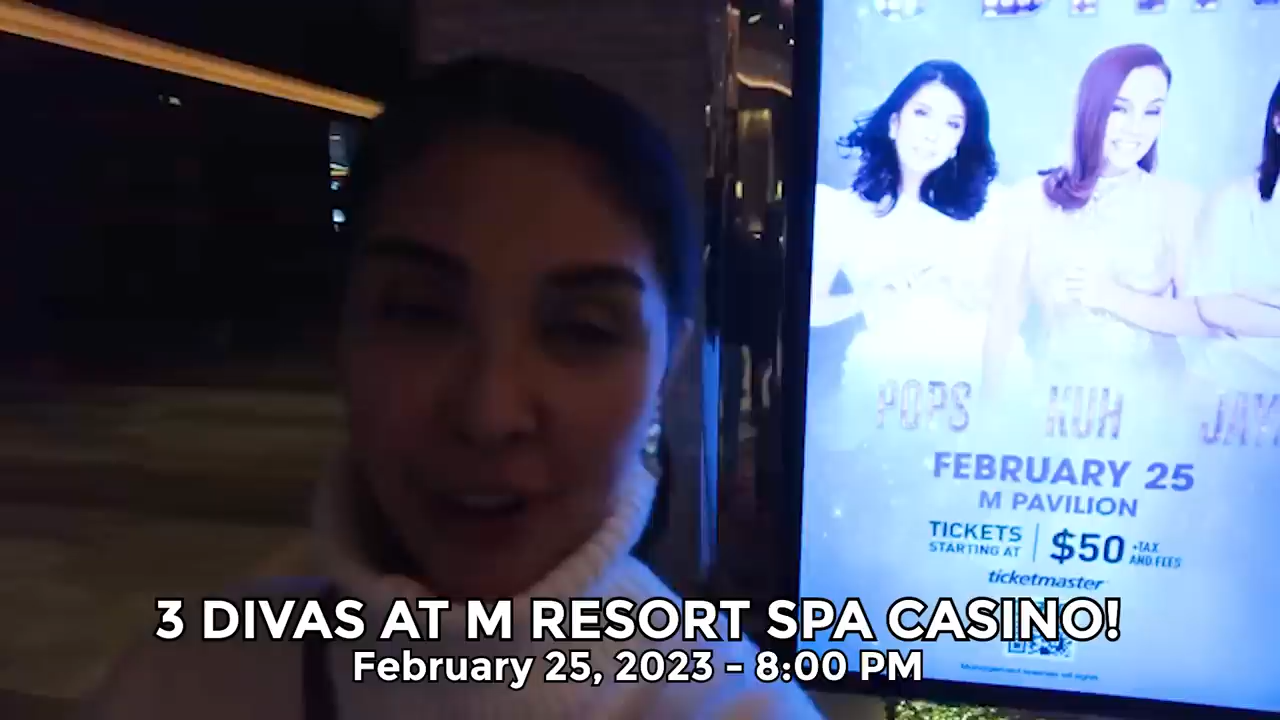 POPS KUH JAY
FEBRUARY 25
M PAVILION
TICKETS
STARTING AT
$50 +TAX
AND FEES
ticketmaster
3 DIVAS AT M RESORT SPA CASINO!
February 25, 2023 - 8:00 PM